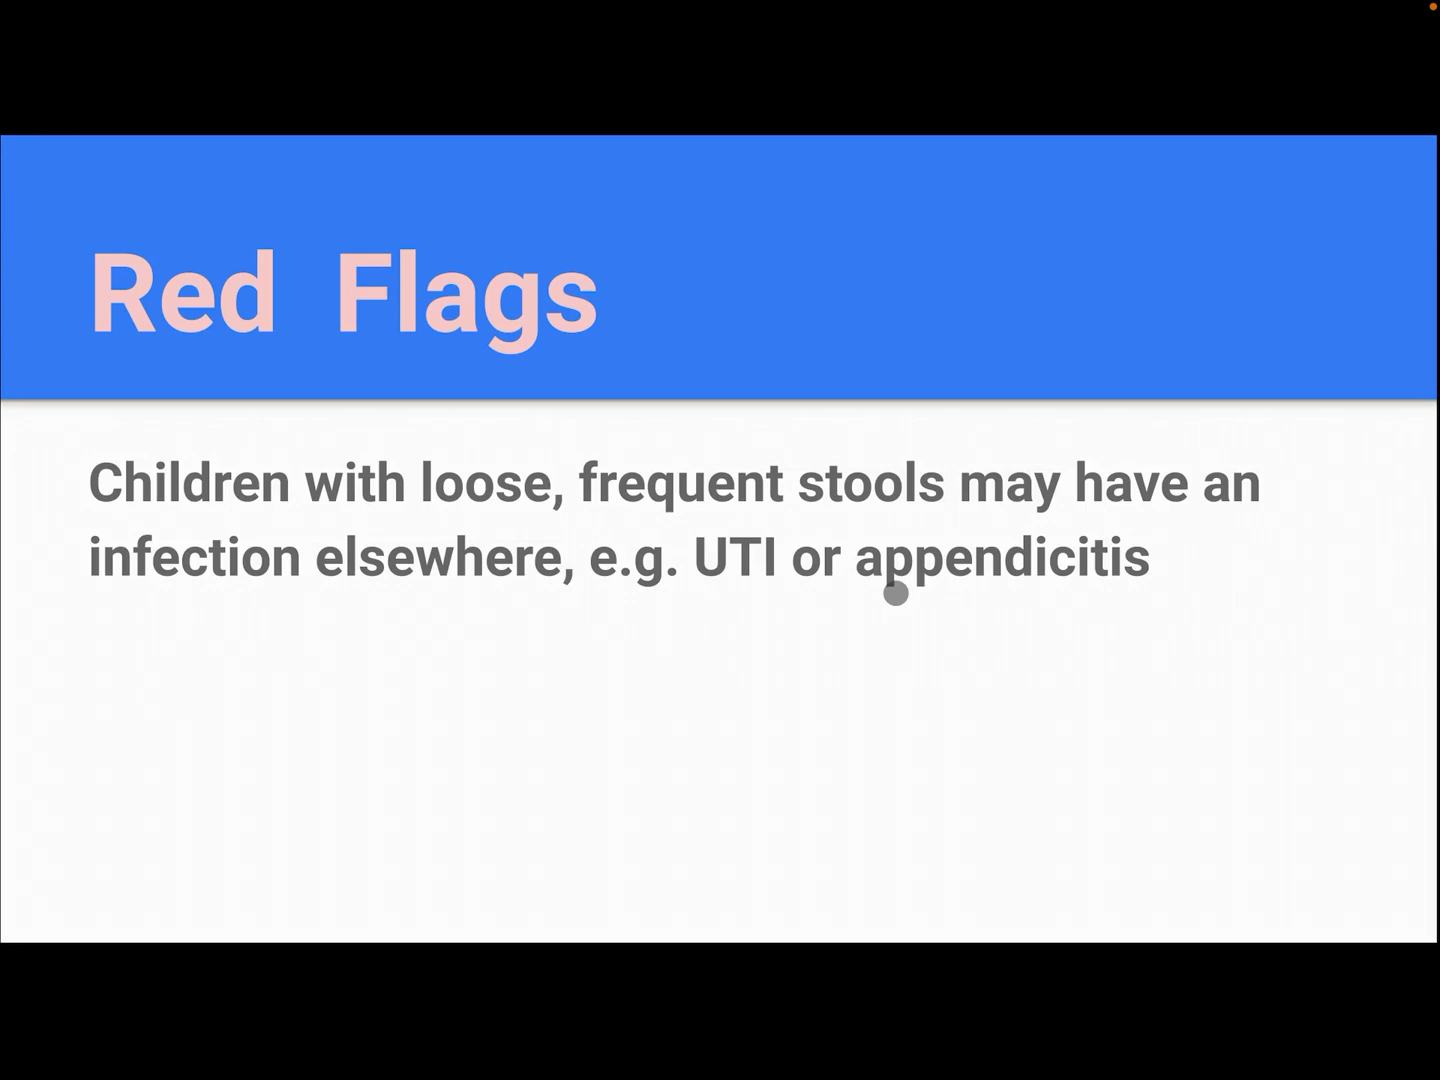 Red Flags
Children with loose, frequent stools may have an
infection elsewhere, e.g. UTI or appendicitis